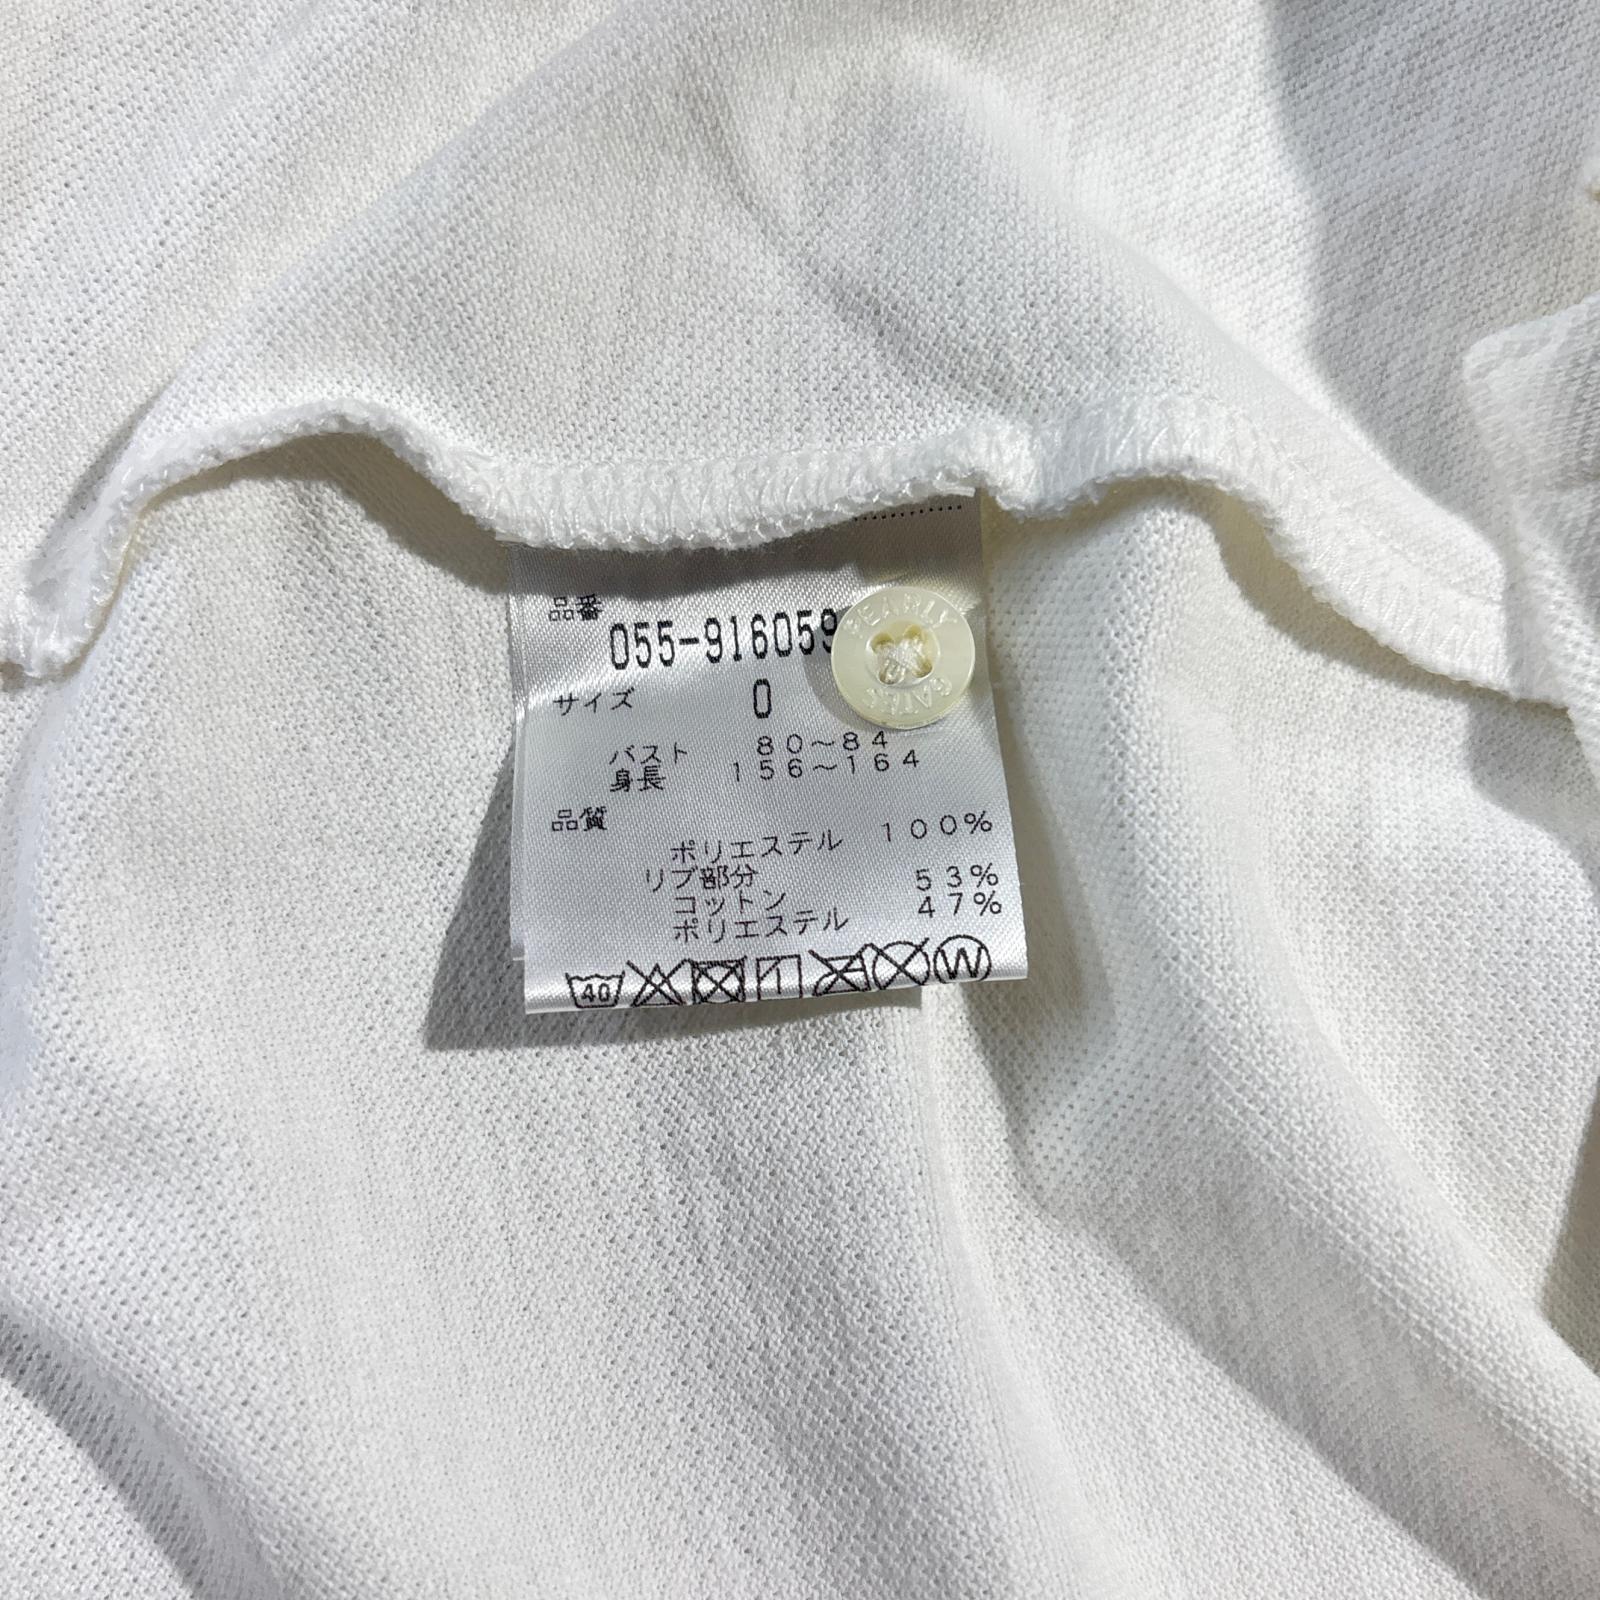 品番
055-916059
PEARLY GATES
サイズ 0
バスト 80～84
身長 156～164
品質
ポリエステル 100%
リブ部分
コットン 53%
ポリエステル 47%
40
1
W